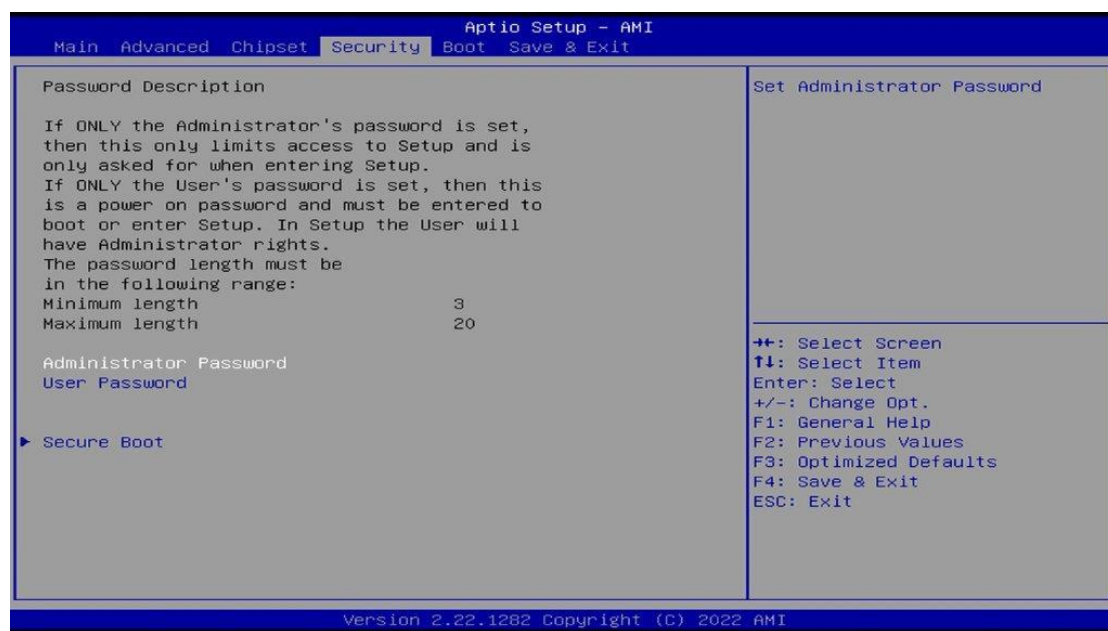 Aptio Setup – AMI
Main Advanced Chipset Security Boot Save & Exit
Password Description
If ONLY the Administrator's password is set,
then this only limits access to Setup and is
only asked for when entering Setup.
If ONLY the User's password is set, then this
is a power on password and must be entered to
boot or enter Setup. In Setup the User will
have Administrator rights.
The password length must be
in the following range:
Minimum length 3
Maximum length 20
Administrator Password
User Password
► Secure Boot
Set Administrator Password
→←: Select Screen
↑↓: Select Item
Enter: Select
+/-: Change Opt.
F1: General Help
F2: Previous Values
F3: Optimized Defaults
F4: Save & Exit
ESC: Exit
Version 2.22.1282 Copyright (C) 2022 AMI